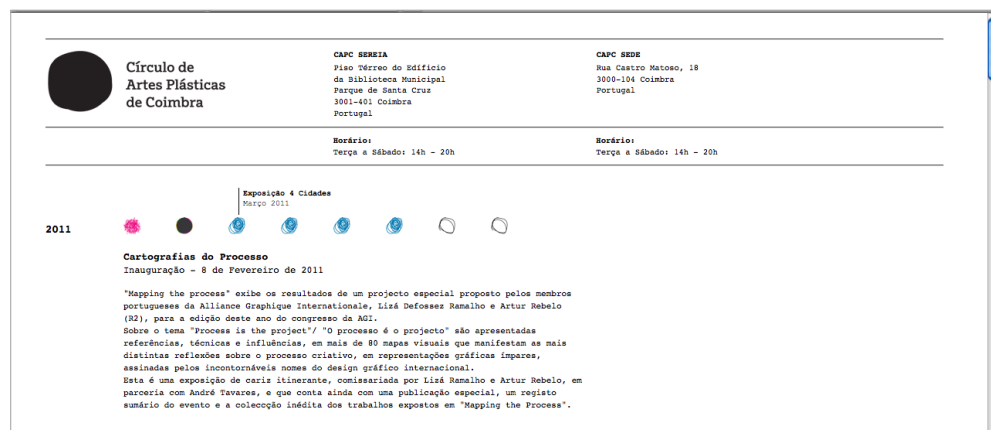 Círculo de
Artes Plásticas
de Coimbra
CAPC SEREIA
Piso Térreo do Edifício
da Biblioteca Municipal
Parque de Santa Cruz
3001-401 Coimbra
Portugal
CAPC SEDE
Rua Castro Matoso, 18
3000-104 Coimbra
Portugal
Horário:
Terça a Sábado: 14h - 20h
Horário:
Terça a Sábado: 14h - 20h
Exposição 4 Cidades
Março 2011
2011
Cartografias do Processo
Inauguração - 8 de Fevereiro de 2011
"Mapping the process" exibe os resultados de um projecto especial proposto pelos membros
portugueses da Alliance Graphique Internationale, Lizá Defossez Ramalho e Artur Rebelo
(R2), para a edição deste ano do congresso da AGI.
Sobre o tema "Process is the project"/ "O processo é o projecto" são apresentadas
referências, técnicas e influências, em mais de 80 mapas visuais que manifestam as mais
distintas reflexões sobre o processo criativo, em representações gráficas ímpares,
assinadas pelos incontornáveis nomes do design gráfico internacional.
Esta é uma exposição de cariz itinerante, comissariada por Lizá Ramalho e Artur Rebelo, em
parceria com André Tavares, e que conta ainda com uma publicação especial, um registo
sumário do evento e a colecção inédita dos trabalhos expostos em "Mapping the Process".